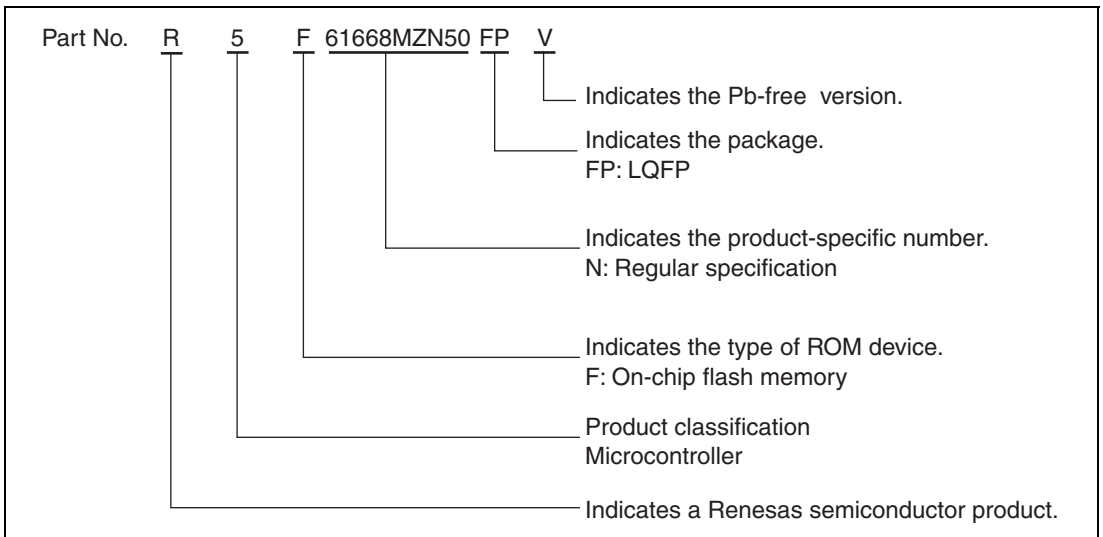 Part No. R 5 F 61668MZN50 FP V
Indicates the Pb-free version.
Indicates the package.
FP: LQFP
Indicates the product-specific number.
N: Regular specification
Indicates the type of ROM device.
F: On-chip flash memory
Product classification
Microcontroller
Indicates a Renesas semiconductor product.